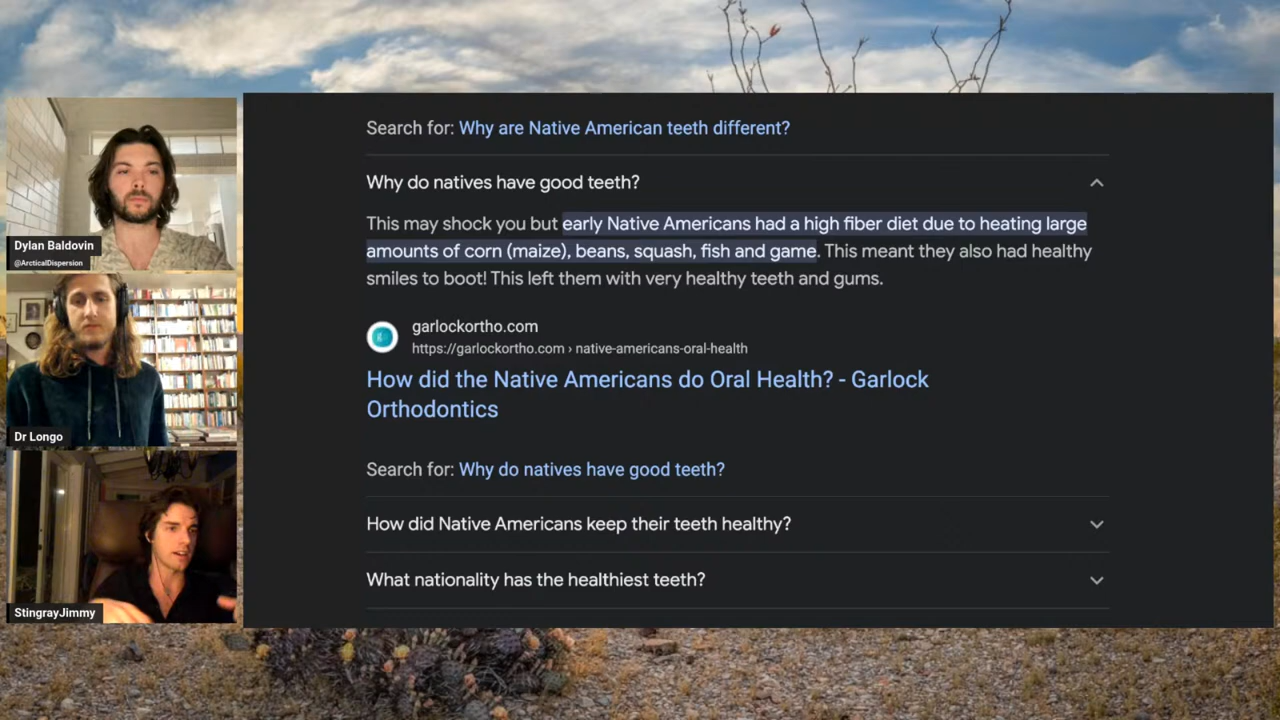 Dylan Baldovin
@ArcticalDispersion
Dr Longo
StingrayJimmy
Search for: Why are Native American teeth different?
Why do natives have good teeth?
This may shock you but early Native Americans had a high fiber diet due to heating large
amounts of corn (maize), beans, squash, fish and game. This meant they also had healthy
smiles to boot! This left them with very healthy teeth and gums.
garlockortho.com
https://garlockortho.com › native-americans-oral-health
How did the Native Americans do Oral Health? - Garlock
Orthodontics
Search for: Why do natives have good teeth?
How did Native Americans keep their teeth healthy?
What nationality has the healthiest teeth?